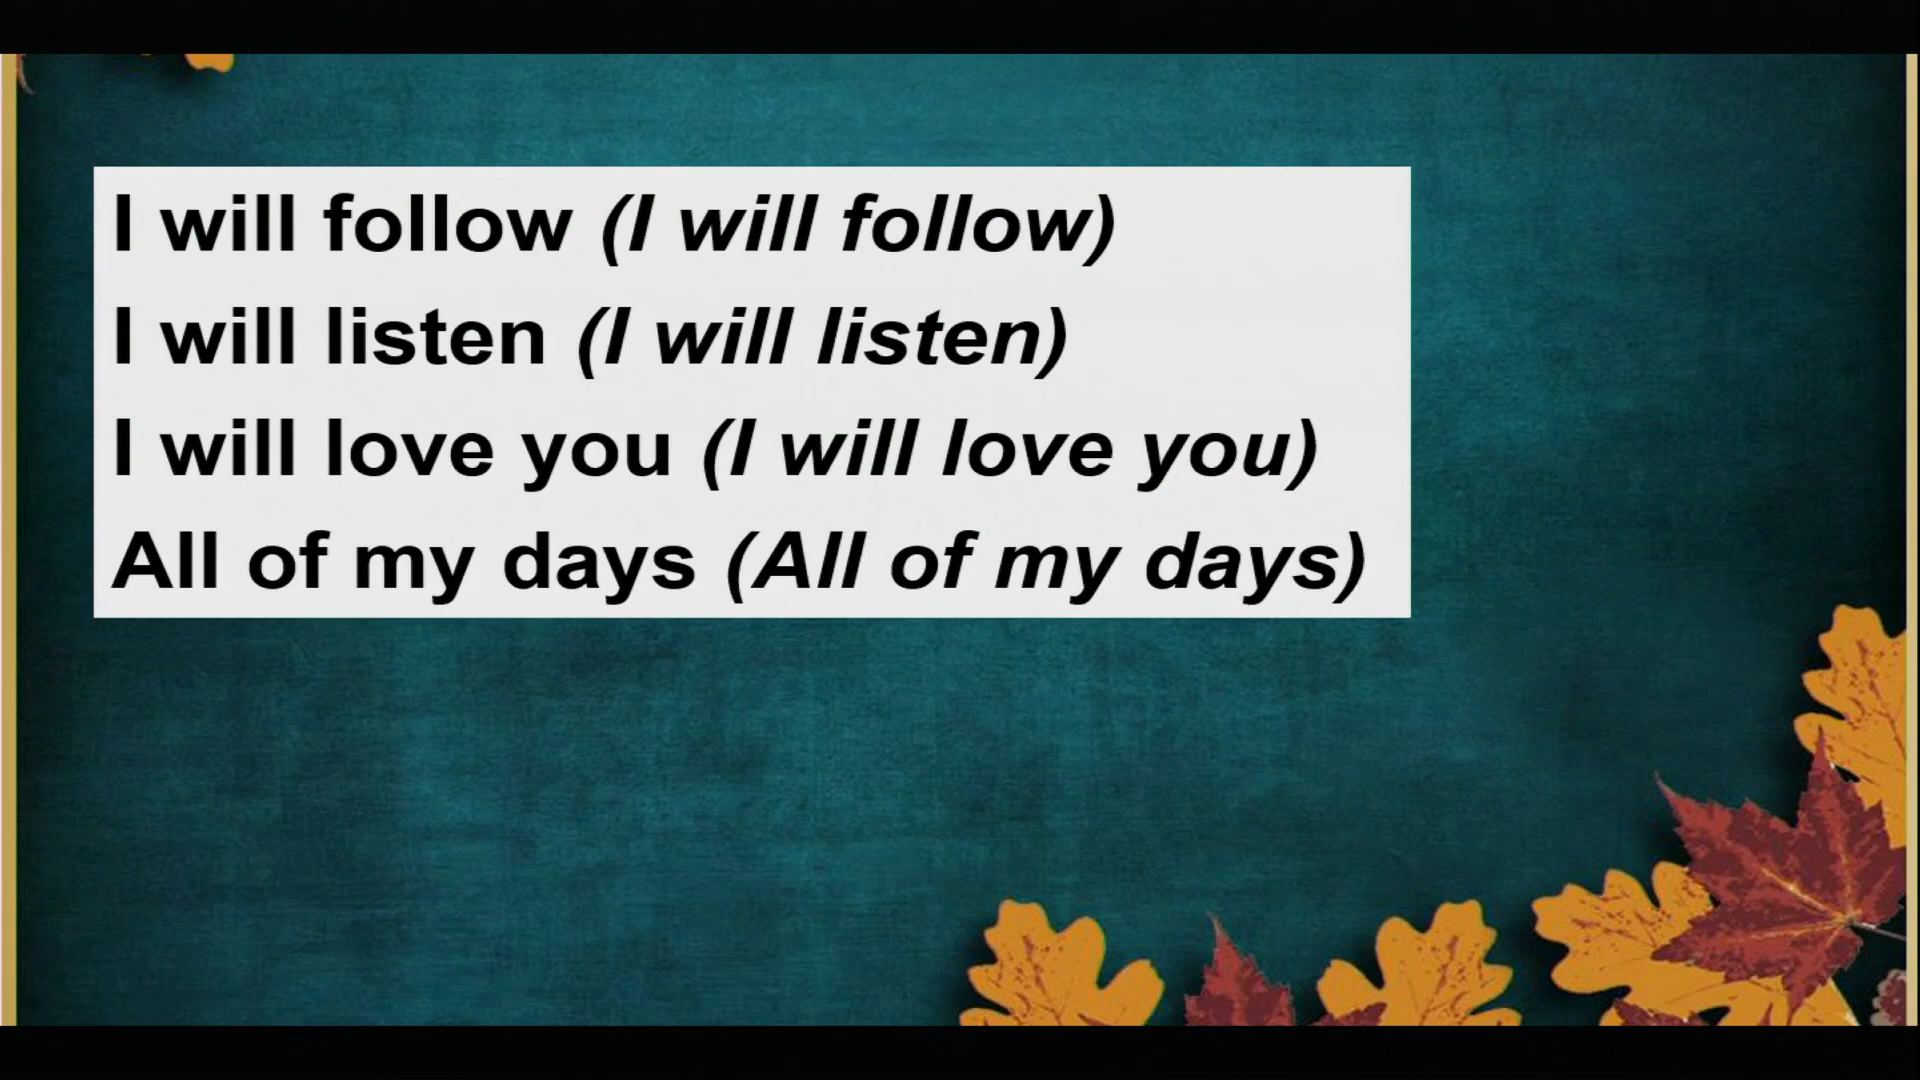 I will follow (I will follow)
I will listen (I will listen)
I will love you (I will love you)
All of my days (All of my days)